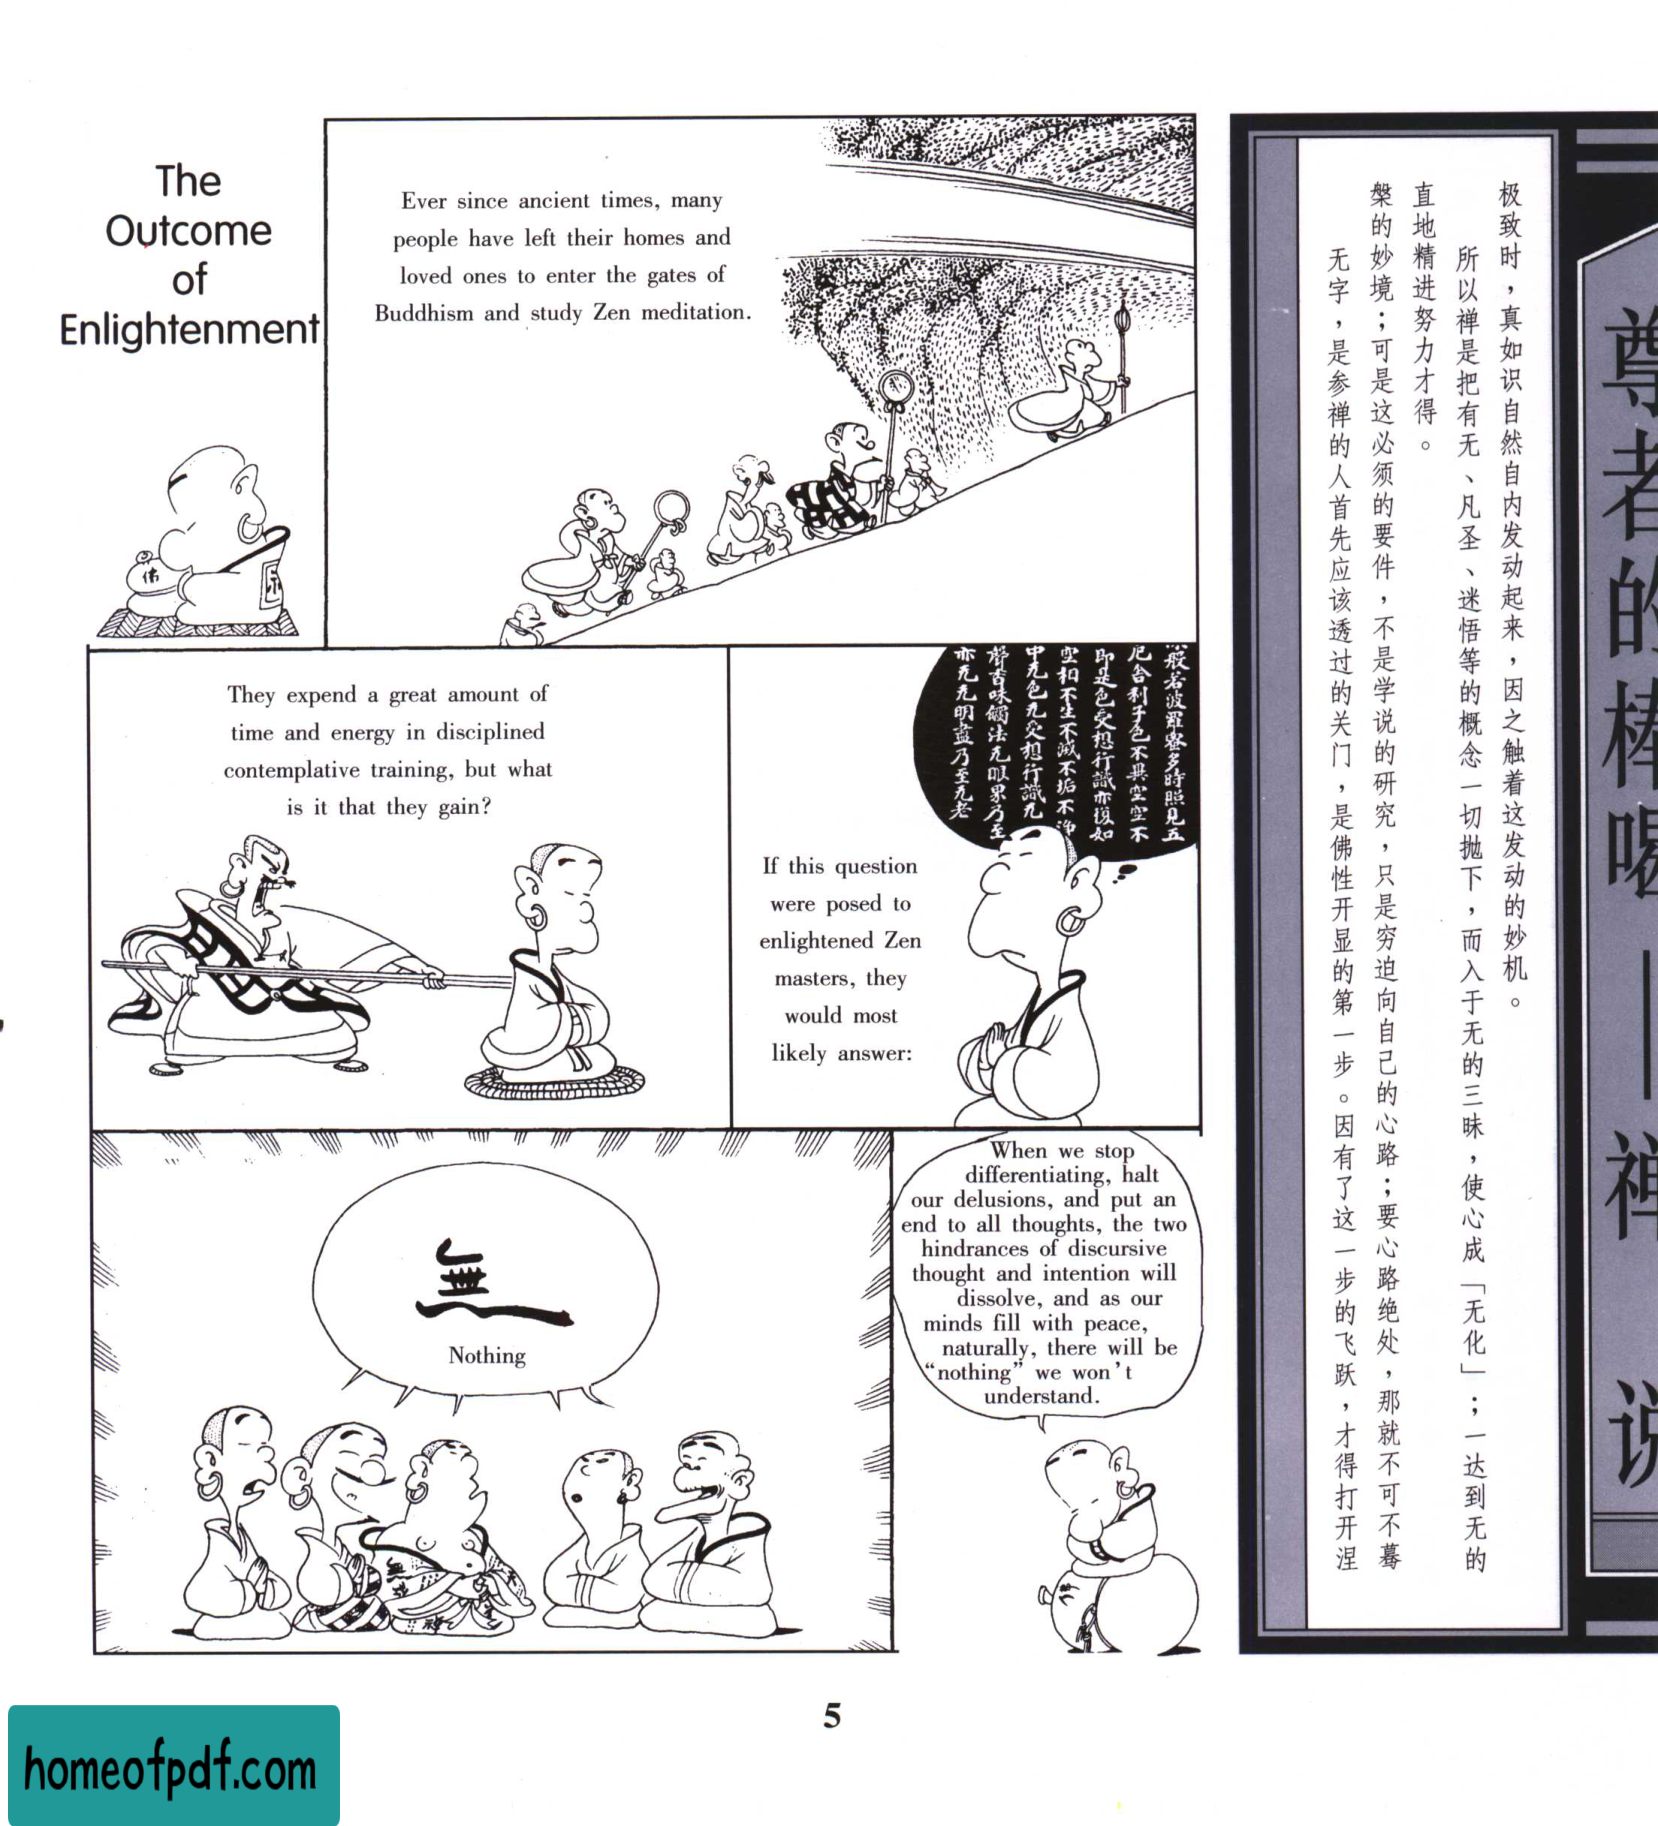 The
Outcome
of
Enlightenment
Ever since ancient times, many
people have left their homes and
loved ones to enter the gates of
Buddhism and study Zen meditation.
佛
They expend a great amount of
time and energy in disciplined
contemplative training, but what
is it that they gain?
般若波羅蜜多時照見五
厄舍利子色不異空空不
即是色受想行識亦復如
空相不生不滅不垢不淨
中无色无受想行識无
聲香味觸法无眼界乃至
亦无无明盡乃至无老
If this question
were posed to
enlightened Zen
masters, they
would most
likely answer:
無
Nothing
When we stop
differentiating, halt
our delusions, and put an
end to all thoughts, the two
hindrances of discursive
thought and intention will
dissolve, and as our
minds fill with peace,
naturally, there will be
“nothing” we won’t
understand.
5
尊者的棒喝——禅 说
极致时，真如识自然自内发动起来，因之触着这发动的妙机。
所以禅是把有无、凡圣、迷悟等的概念一切抛下，而入于无的三昧，使心成「无化」；一达到无的
直地精进努力才得。
槃的妙境；可是这必须的要件，不是学说的研究，只是穷迫向自己的心路；要心路绝处，那就不可不蓦
无字，是参禅的人首先应该透过的关门，是佛性开显的第一步。因有了这一步的飞跃，才得打开涅
homeofpdf.com